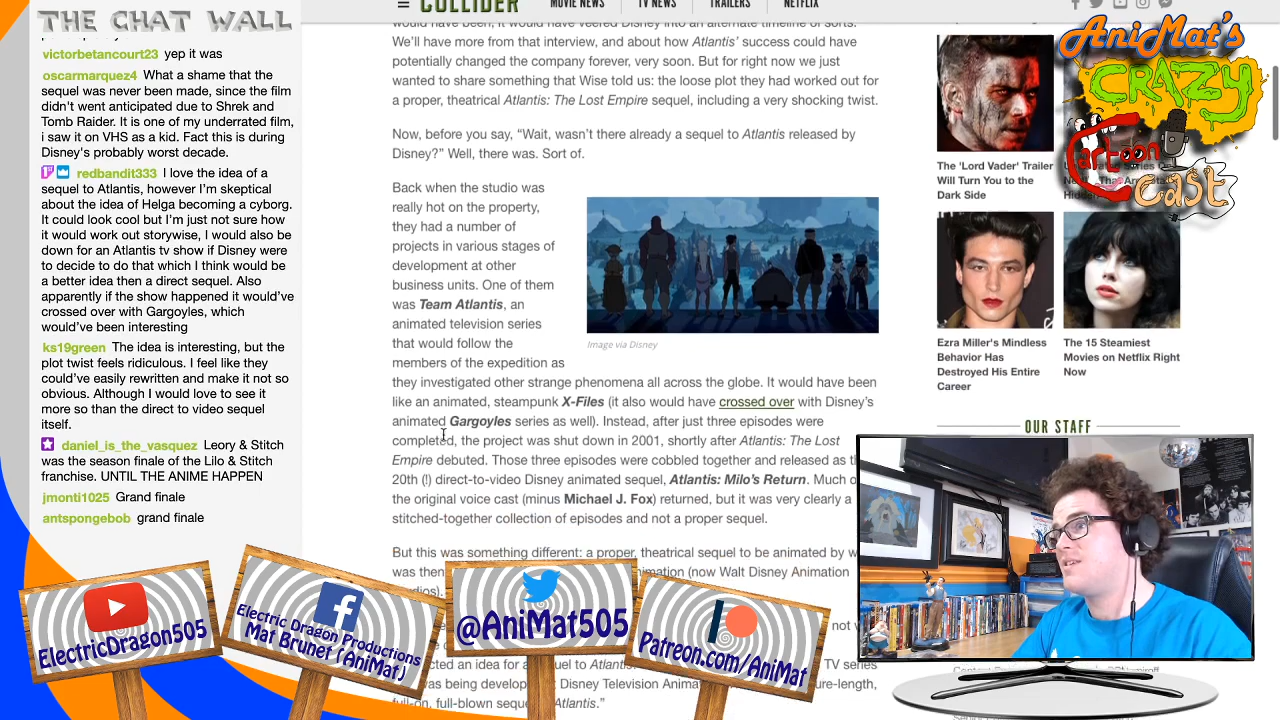 THE CHAT WALL
victorbetancourt23 yep it was
oscarmarquez4 What a shame that the
sequel was never been made, since the film
didn't went anticipated due to Shrek and
Tomb Raider. It is one of my underrated film,
i saw it on VHS as a kid. Fact this is during
Disney's probably worst decade.
redbandit333 I love the idea of a
sequel to Atlantis, however I'm skeptical
about the idea of Helga becoming a cyborg.
It could look cool but I'm just not sure how
it would work out storywise, I would also be
down for an Atlantis tv show if Disney were
to decide to do that which I think would be
a better idea then a direct sequel. Also
apparently if the show happened it would've
crossed over with Gargoyles, which
would've been interesting
ks19green The idea is interesting, but the
plot twist feels ridiculous. I feel like they
could've easily rewritten and make it not so
obvious. Although I would love to see it
more so than the direct to video sequel
itself.
daniel_is_the_vasquez Leory & Stitch
was the season finale of the Lilo & Stitch
franchise. UNTIL THE ANIME HAPPEN
jmonti1025 Grand finale
antspongebob grand finale
COLLIDER
MOVIE NEWS
TV NEWS
TRAILERS
NETFLIX
would have been, it would have veered Disney into an alternate timeline of sorts.
We'll have more from that interview, and about how Atlantis' success could have
potentially changed the company forever, very soon. But for right now we just
wanted to share something that Wise told us: the loose plot they had worked out for
a proper, theatrical Atlantis: The Lost Empire sequel, including a very shocking twist.
Now, before you say, “Wait, wasn't there already a sequel to Atlantis released by
Disney?” Well, there was. Sort of.
Back when the studio was
really hot on the property,
they had a number of
projects in various stages of
development at other
business units. One of them
was Team Atlantis, an
animated television series
that would follow the
members of the expedition as
Image via Disney
they investigated other strange phenomena all across the globe. It would have been
like an animated, steampunk X-Files (it also would have crossed over with Disney's
animated Gargoyles series as well). Instead, after just three episodes were
completed, the project was shut down in 2001, shortly after Atlantis: The Lost
Empire debuted. Those three episodes were cobbled together and released as
20th (!) direct-to-video Disney animated sequel, Atlantis: Milo's Return. Much
the original voice cast (minus Michael J. Fox) returned, but it was very clearly a
stitched-together collection of episodes and not a proper sequel.
But this was something different: a proper, theatrical sequel to be animated by
was then
(now Walt Disney Animation
not
an idea for
to
TV series
was being
Disney Television
full-on, full-blown
Atlantis.”
AniMat's
CRAZY
Cartoon
Cast
The 'Lord Vader' Trailer
Will Turn You to the
Dark Side
Ezra Miller's Mindless
Behavior Has
Destroyed His Entire
Career
The 15 Steamiest
Movies on Netflix Right
Now
OUR STAFF
ElectricDragon505
Electric Dragon Productions
Mat Brunet (AniMat)
@AniMat505
Patreon.com/AniMat